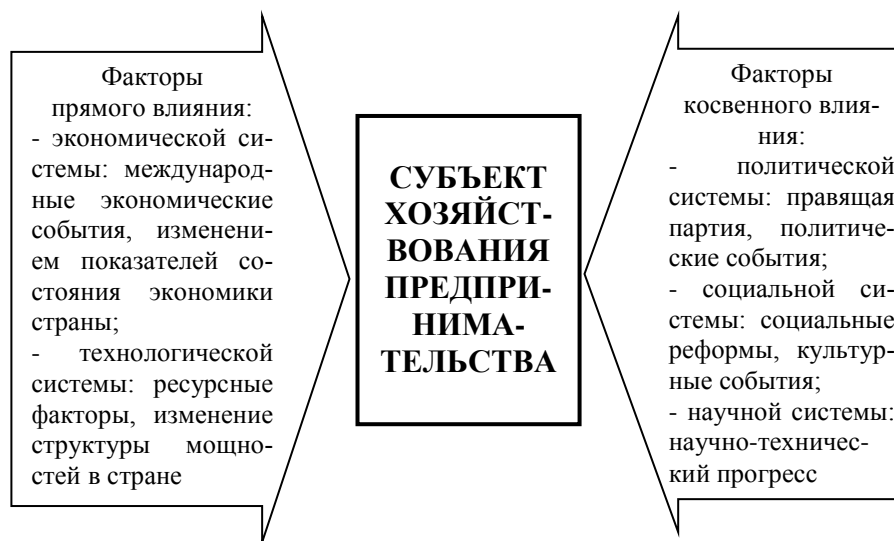 Факторы
прямого влияния:
- экономической си-
стемы: международ-
ные экономические
события, изменени-
ем показателей со-
стояния экономики
страны;
- технологической
системы: ресурсные
факторы, изменение
структуры мощно-
стей в стране
СУБЪЕКТ
ХОЗЯЙСТ-
ВОВАНИЯ
ПРЕДПРИ-
НИМА-
ТЕЛЬСТВА
Факторы
косвенного влия-
ния:
- политической
системы: правящая
партия, политиче-
ские события;
- социальной си-
стемы: социальные
реформы, культур-
ные события;
- научной системы:
научно-техничес-
кий прогресс